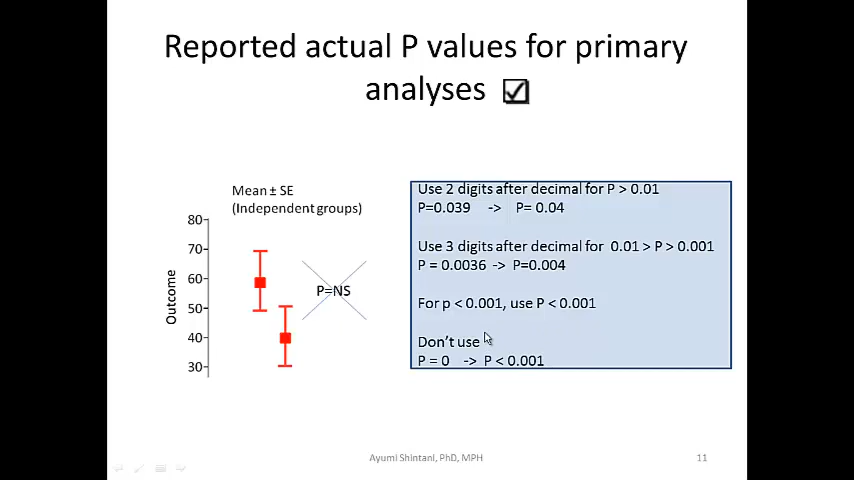 Reported actual P values for primary
analyses
Mean ± SE
(Independent groups)
80
70
60
50
40
30
Outcome
P=NS
Use 2 digits after decimal for P > 0.01
P=0.039 -> P= 0.04
Use 3 digits after decimal for 0.01 > P > 0.001
P = 0.0036 -> P=0.004
For p < 0.001, use P < 0.001
Don't use
P = 0 -> P < 0.001
Ayumi Shintani, PhD, MPH
11